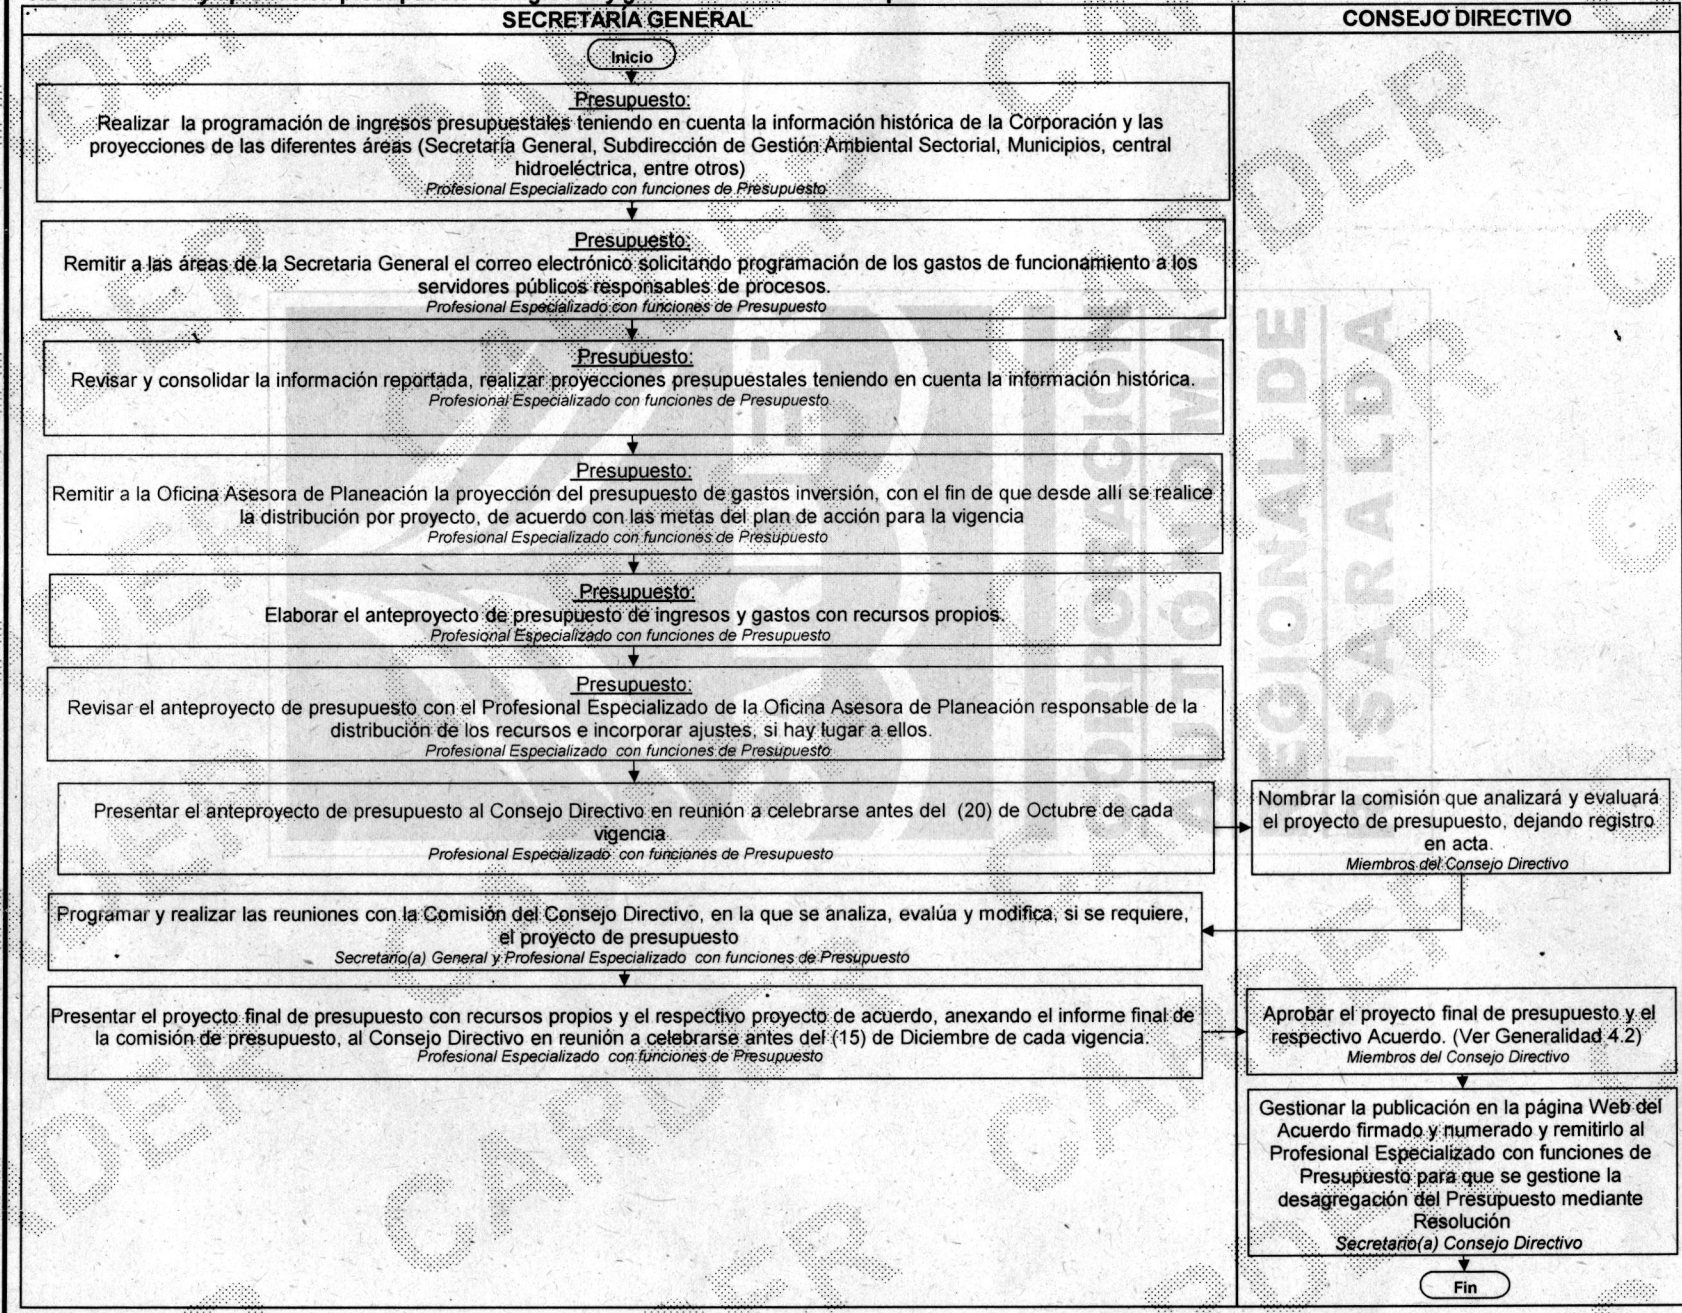 SECRETARÍA GENERAL
CONSEJO DIRECTIVO
Inicio
Presupuesto:
Realizar la programación de ingresos presupuestales teniendo en cuenta la información histórica de la Corporación y las
proyecciones de las diferentes áreas (Secretaría General, Subdirección de Gestión Ambiental Sectorial, Municipios, central
hidroeléctrica, entre otros)
Profesional Especializado con funciones de Presupuesto
Presupuesto:
Remitir a las áreas de la Secretaria General el correo electrónico solicitando programación de los gastos de funcionamiento a los
servidores públicos responsables de procesos.
Profesional Especializado con funciones de Presupuesto
Presupuesto:
Revisar y consolidar la información reportada, realizar proyecciones presupuestales teniendo en cuenta la información histórica.
Profesional Especializado con funciones de Presupuesto
Presupuesto:
Remitir a la Oficina Asesora de Planeación la proyección del presupuesto de gastos inversión, con el fin de que desde allí se realice
la distribución por proyecto, de acuerdo con las metas del plan de acción para la vigencia
Profesional Especializado con funciones de Presupuesto
Presupuesto:
Elaborar el anteproyecto de presupuesto de ingresos y gastos con recursos propios.
Profesional Especializado con funciones de Presupuesto
Presupuesto:
Revisar el anteproyecto de presupuesto con el Profesional Especializado de la Oficina Asesora de Planeación responsable de la
distribución de los recursos e incorporar ajustes, si hay lugar a ellos.
Profesional Especializado con funciones de Presupuesto
Presentar el anteproyecto de presupuesto al Consejo Directivo en reunión a celebrarse antes del (20) de Octubre de cada
vigencia
Profesional Especializado con funciones de Presupuesto
Nombrar la comisión que analizará y evaluará
el proyecto de presupuesto, dejando registro
en acta.
Miembros del Consejo Directivo
Programar y realizar las reuniones con la Comisión del Consejo Directivo, en la que se analiza, evalúa y modifica, si se requiere,
el proyecto de presupuesto
Secretario(a) General y Profesional Especializado con funciones de Presupuesto
Presentar el proyecto final de presupuesto con recursos propios y el respectivo proyecto de acuerdo, anexando el informe final de
la comisión de presupuesto, al Consejo Directivo en reunión a celebrarse antes del (15) de Diciembre de cada vigencia.
Profesional Especializado con funciones de Presupuesto
Aprobar el proyecto final de presupuesto y el
respectivo Acuerdo. (Ver Generalidad 4.2)
Miembros del Consejo Directivo
Gestionar la publicación en la página Web del
Acuerdo firmado y numerado y remitirlo al
Profesional Especializado con funciones de
Presupuesto para que se gestione la
desagregación del Presupuesto mediante
Resolución
Secretario(a) Consejo Directivo
Fin
CORPORACION
AUTÓNOMA
REGIONAL DE
RISARALDA
CARDER